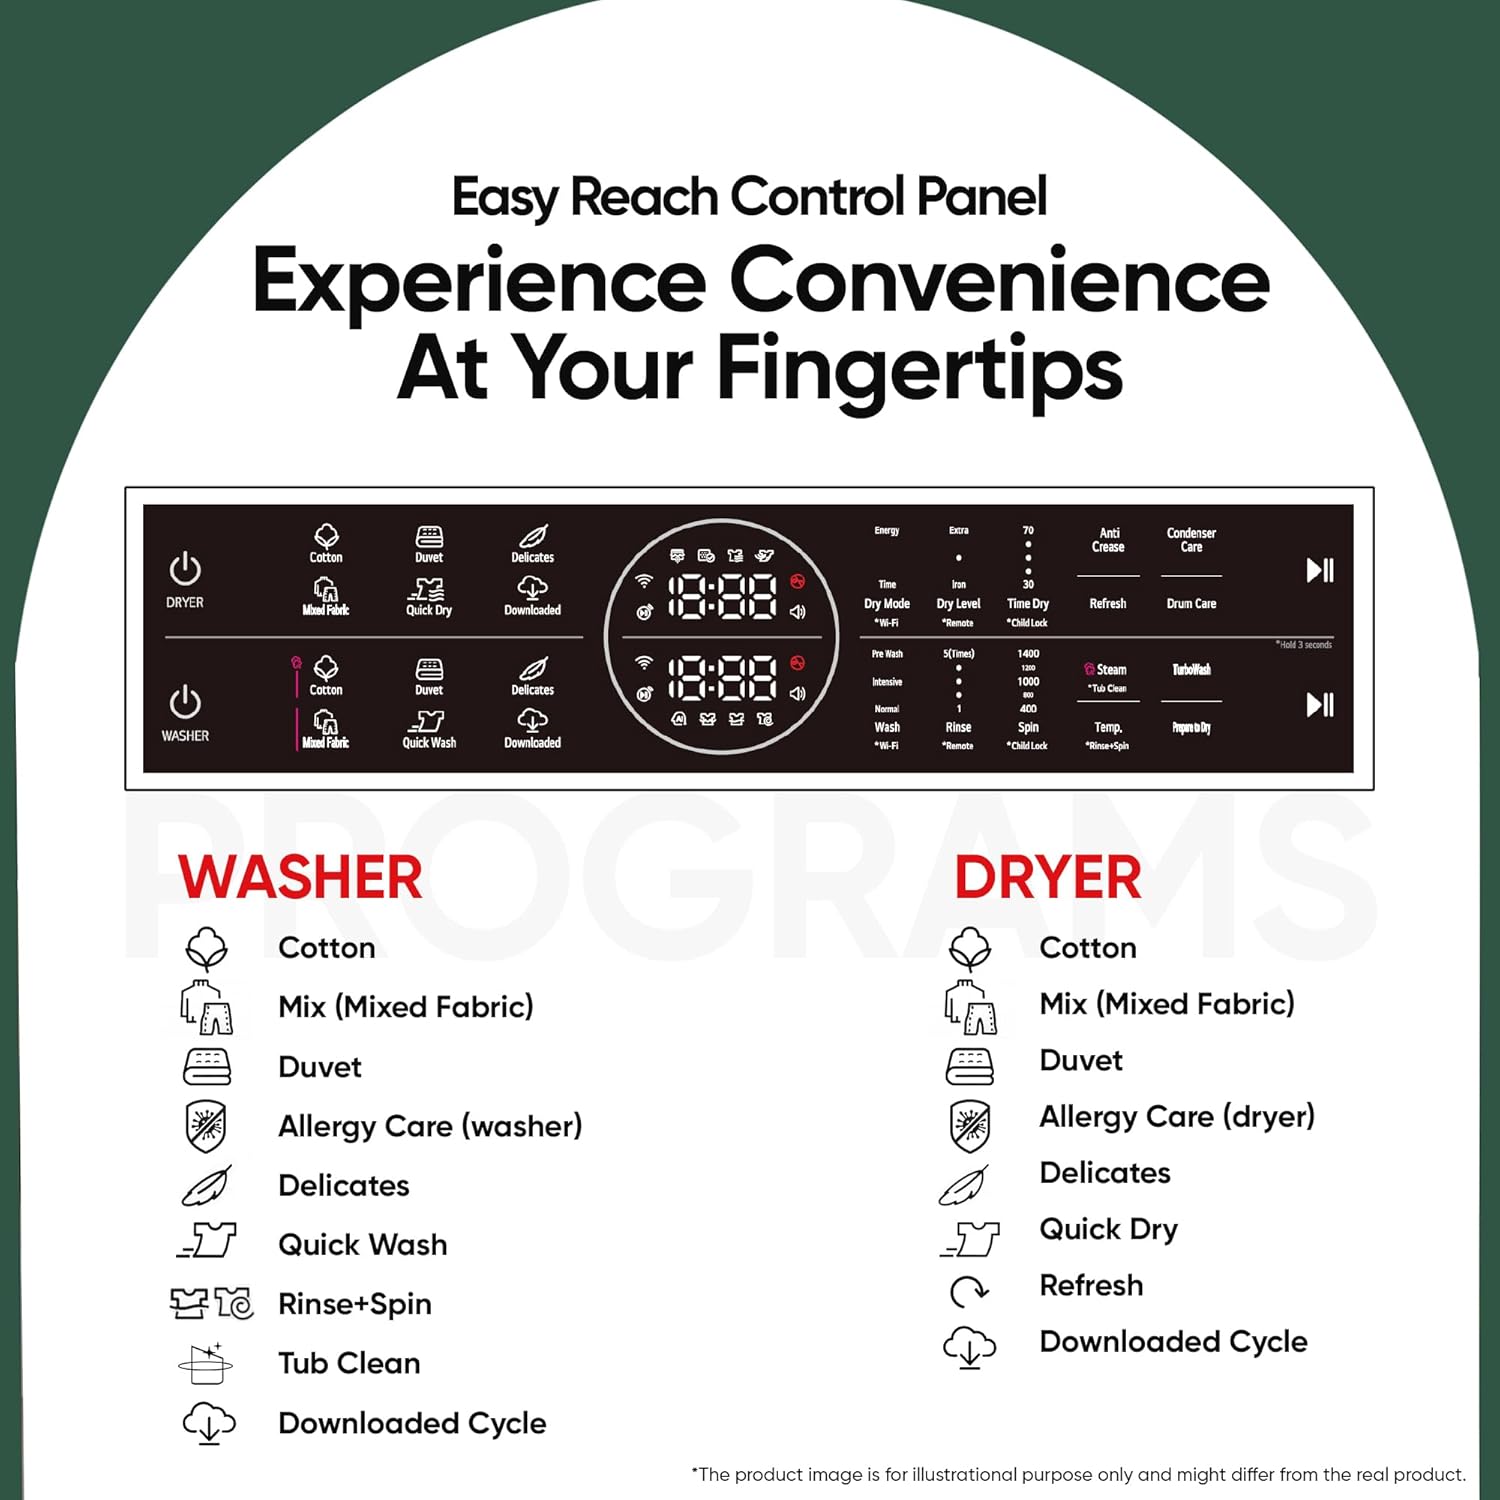 Easy Reach Control Panel
Experience Convenience
At Your Fingertips
DRYER
Cotton
Duvet
Delicates
Mixed Fabric
Quick Dry
Downloaded
18:88
Energy
Time
Dry Mode
*Wi-Fi
Extra
Iron
Dry Level
*Remote
70
30
Time Dry
*Child Lock
Anti
Crease
Refresh
Condenser
Care
Drum Care
*Hold 3 seconds
WASHER
Cotton
Duvet
Delicates
Mixed Fabric
Quick Wash
Downloaded
18:88
AI
Pre Wash
Intensive
Normal
Wash
*Wi-Fi
5(Times)
1
Rinse
*Remote
1400
1200
1000
800
400
Spin
*Child Lock
Steam
*Tub Clean
Temp.
*Rinse+Spin
TurboWash
Prepare to Dry
PROGRAMS
WASHER
Cotton
Mix (Mixed Fabric)
Duvet
Allergy Care (washer)
Delicates
Quick Wash
Rinse+Spin
Tub Clean
Downloaded Cycle
DRYER
Cotton
Mix (Mixed Fabric)
Duvet
Allergy Care (dryer)
Delicates
Quick Dry
Refresh
Downloaded Cycle
*The product image is for illustrational purpose only and might differ from the real product.